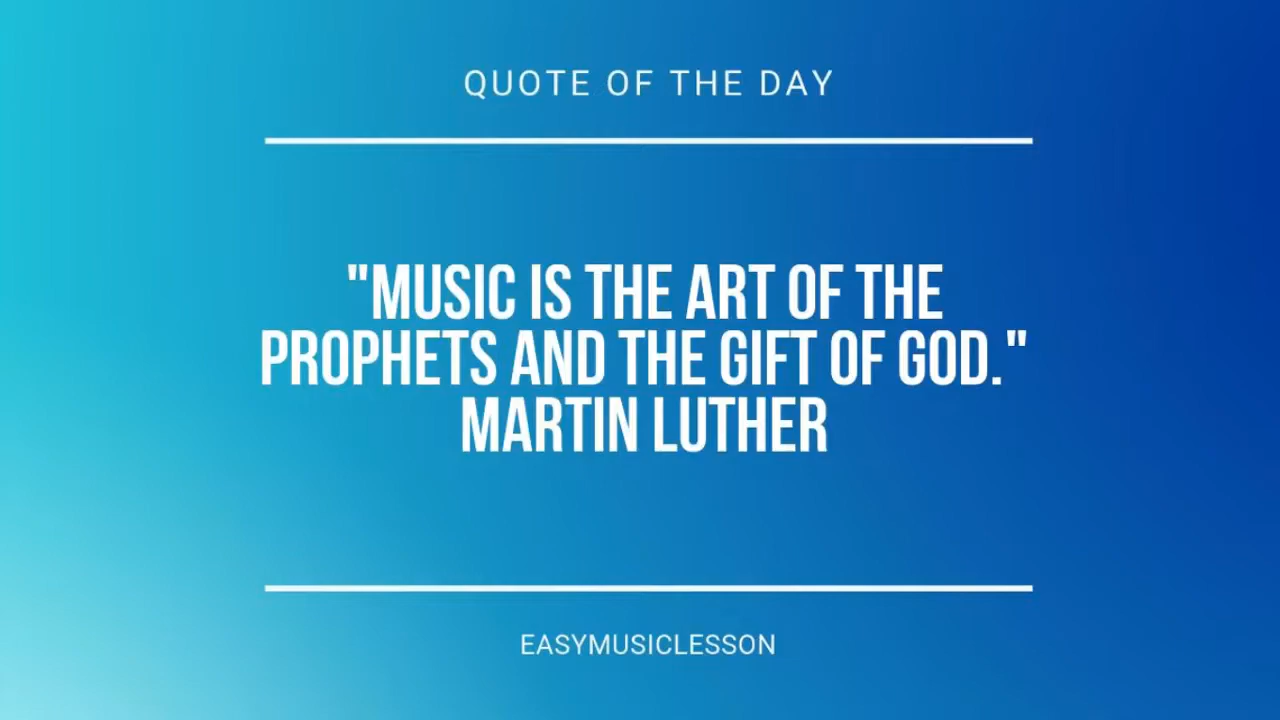 QUOTE OF THE DAY
"MUSIC IS THE ART OF THE
PROPHETS AND THE GIFT OF GOD."
MARTIN LUTHER
EASYMUSICLESSON